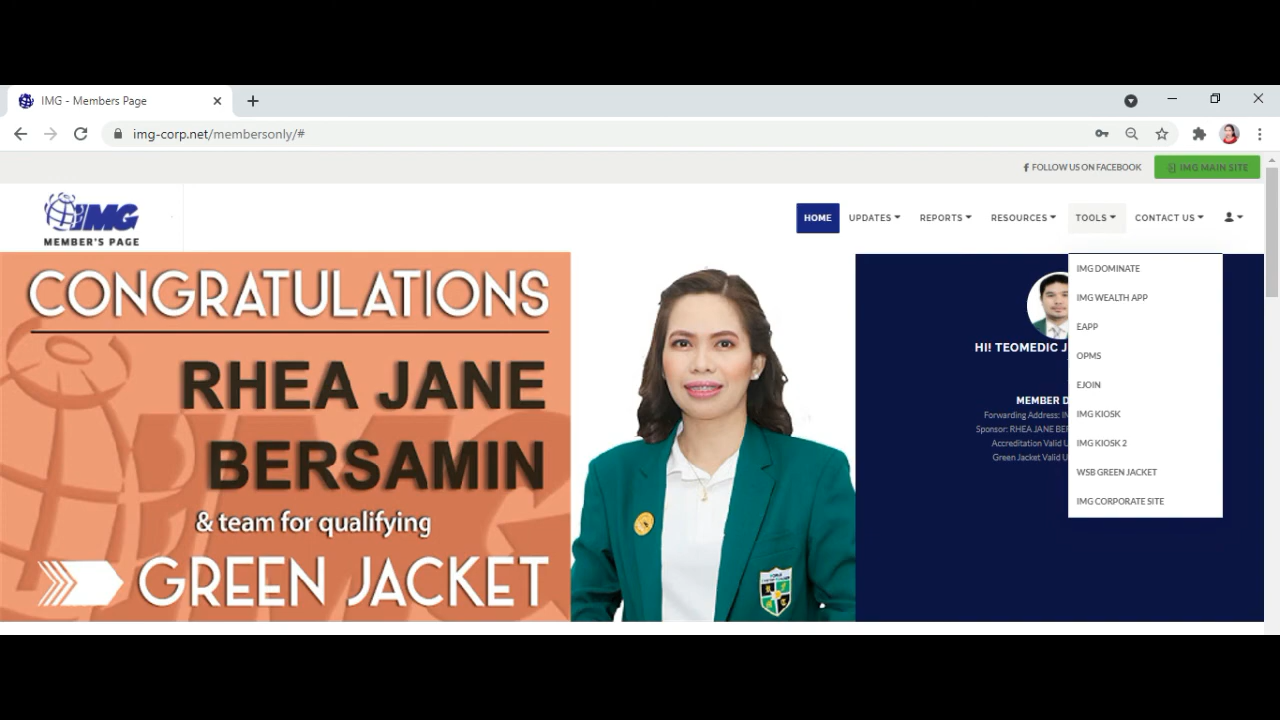 IMG - Members Page
img-corp.net/membersonly/#
FOLLOW US ON FACEBOOK
IMG MAIN SITE
IMG
MEMBER'S PAGE
HOME UPDATES REPORTS RESOURCES TOOLS CONTACT US
CONGRATULATIONS
RHEA JANE
BERSAMIN
& team for qualifying
GREEN JACKET
HI! TEOMEDIC J
MEMBER D
Forwarding Address: I
Sponsor: RHEA JANE BER
Accreditation Valid U
Green Jacket Valid U
IMG DOMINATE
IMG WEALTH APP
EAPP
OPMS
EJOIN
IMG KIOSK
IMG KIOSK 2
WSB GREEN JACKET
IMG CORPORATE SITE